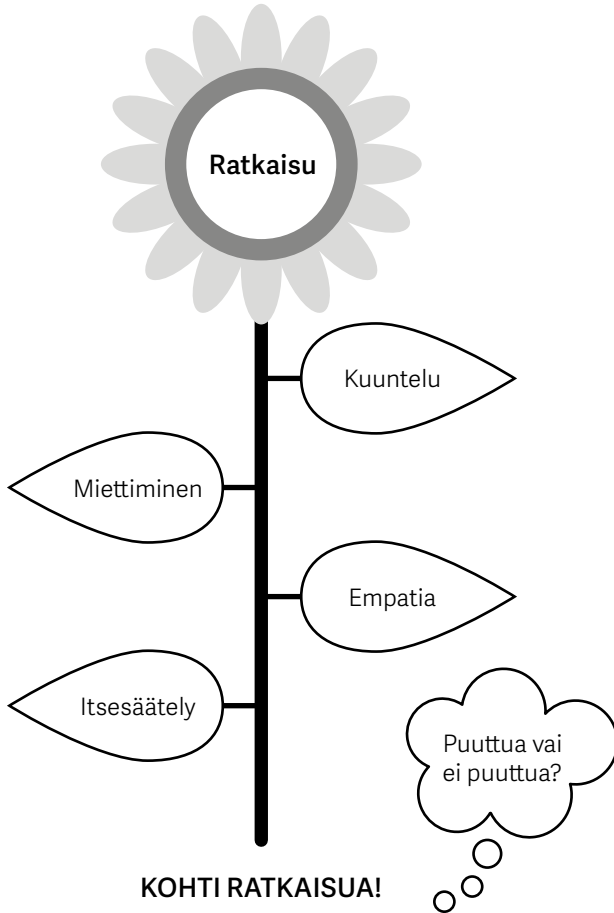 Ratkaisu
Kuuntelu
Miettiminen
Empatia
Itsesäätely
Puuttua vai
ei puuttua?
KOHTI RATKAISUA!